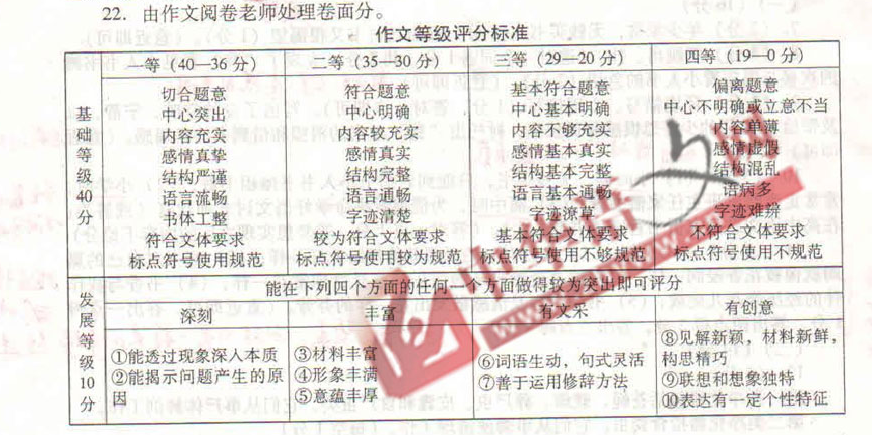 22. 由作文阅卷老师处理卷面分。
作文等级评分标准
一等(40—36分) 二等(35—30分) 三等(29—20分) 四等(19—0分)
基础等级40分
切合题意 符合题意 基本符合题意 偏离题意
中心突出 中心明确 中心基本明确 中心不明确或立意不当
内容充实 内容较充实 内容不够充实 内容单薄
感情真挚 感情真实 感情基本真实 感情虚假
结构严谨 结构完整 结构基本完整 结构混乱
语言流畅 语言通畅 语言基本通畅 语病多
书体工整 字迹清楚 字迹潦草 字迹难辨
符合文体要求 较为符合文体要求 基本符合文体要求 不符合文体要求
标点符号使用规范 标点符号使用较为规范 标点符号使用不够规范 标点符号使用不规范
发展等级10分
能在下列四个方面的任何一个方面做得较为突出即可评分
深刻 丰富 有文采 有创意
①能透过现象深入本质
②能揭示问题产生的原
因
③材料丰富
④形象丰满
⑤意蕴丰厚
⑥词语生动,句式灵活
⑦善于运用修辞方法
⑧见解新颖,材料新鲜,
构思精巧
⑨联想和想象独特
⑩表达有一定个性特征